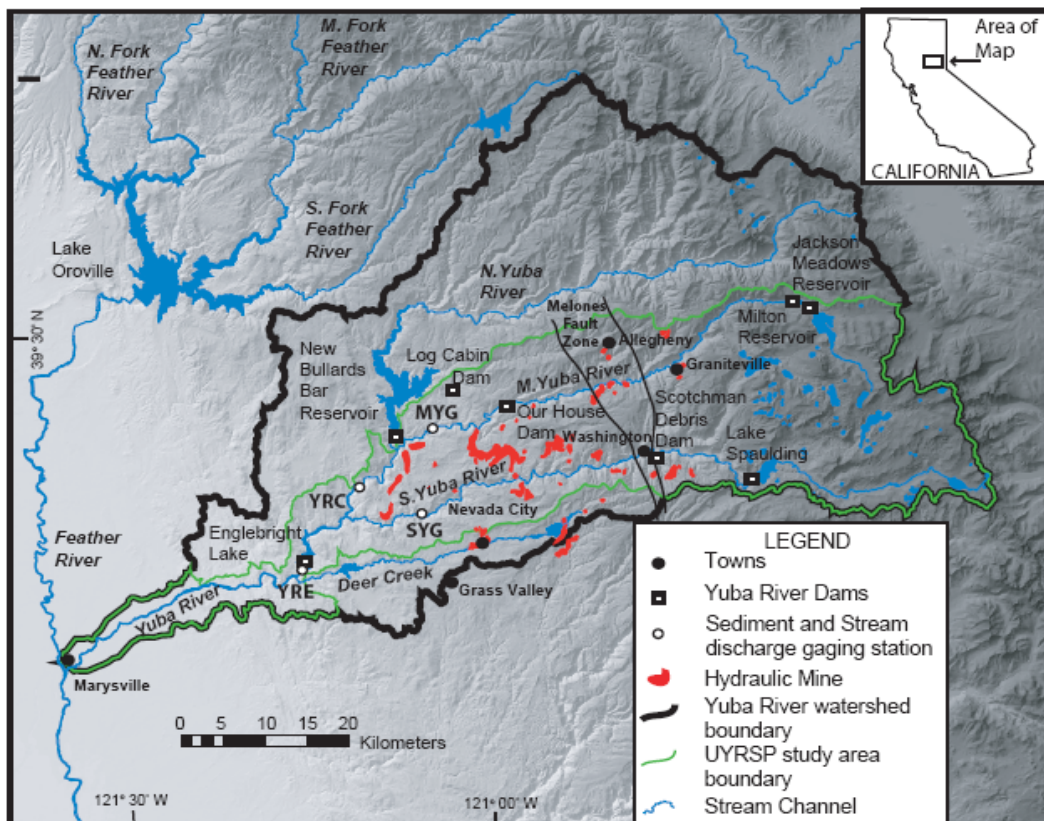 N. Fork
Feather
River
M. Fork
Feather
River
Area of
Map
CALIFORNIA
S. Fork
Feather
River
Lake
Oroville
N.Yuba
River
Jackson
Meadows
Reservoir
Melones
Fault
Zone
Allegheny
Milton
Reservoir
39° 30' N
New
Bullards
Bar
Reservoir
Log Cabin
Dam
M.Yuba River
Graniteville
MYG
Our House
Dam
Scotchman
Debris
Dam
Washington
Lake
Spaulding
S.Yuba River
YRC
SYG
Nevada City
Feather
River
Englebright
Lake
YRE
Deer Creek
Grass Valley
Yuba River
Marysville
0 5 10 15 20
Kilometers
121° 30' W
121° 00' W
LEGEND
Towns
Yuba River Dams
Sediment and Stream
discharge gaging station
Hydraulic Mine
Yuba River watershed
boundary
UYRSP study area
boundary
Stream Channel